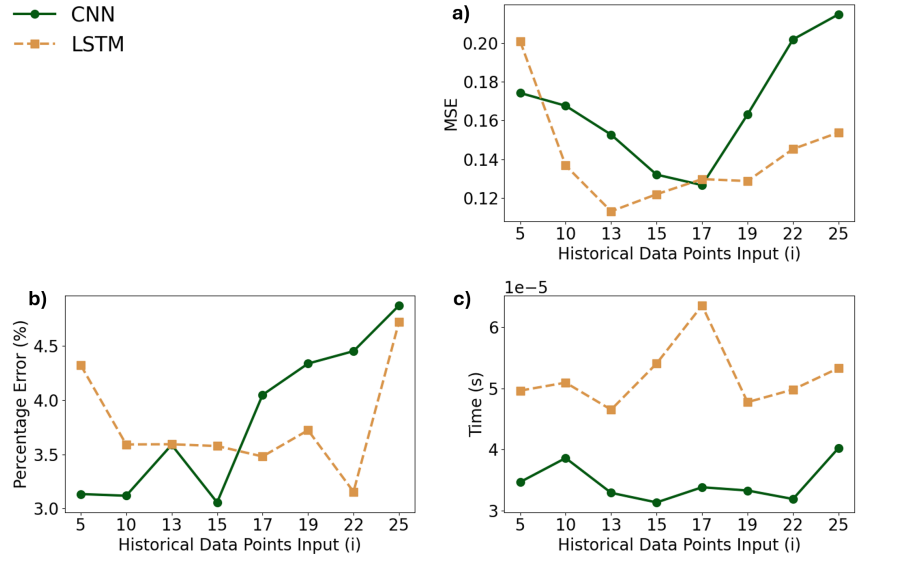 CNN
LSTM
a)
MSE
0.20
0.18
0.16
0.14
0.12
5 10 13 15 17 19 22 25
Historical Data Points Input (i)
b)
Percentage Error (%)
4.5
4.0
3.5
3.0
5 10 13 15 17 19 22 25
Historical Data Points Input (i)
c)
1e−5
Time (s)
6
5
4
3
5 10 13 15 17 19 22 25
Historical Data Points Input (i)